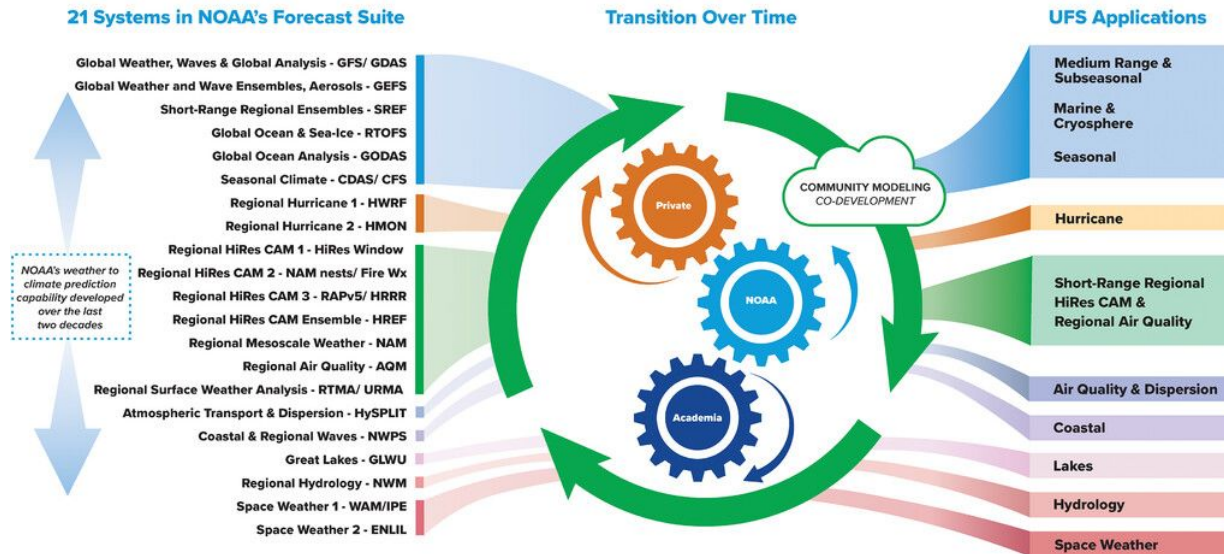 21 Systems in NOAA's Forecast Suite
Transition Over Time
UFS Applications
Global Weather, Waves & Global Analysis - GFS/ GDAS
Global Weather and Wave Ensembles, Aerosols - GEFS
Short-Range Regional Ensembles - SREF
Global Ocean & Sea-Ice - RTOFS
Global Ocean Analysis - GODAS
Seasonal Climate - CDAS/ CFS
Regional Hurricane 1 - HWRF
Regional Hurricane 2 - HMON
Regional HiRes CAM 1 - HiRes Window
Regional HiRes CAM 2 - NAM nests/ Fire Wx
Regional HiRes CAM 3 - RAPv5/ HRRR
Regional HiRes CAM Ensemble - HREF
Regional Mesoscale Weather - NAM
Regional Air Quality - AQM
Regional Surface Weather Analysis - RTMA/ URMA
Atmospheric Transport & Dispersion - HySPLIT
Coastal & Regional Waves - NWPS
Great Lakes - GLWU
Regional Hydrology - NWM
Space Weather 1 - WAM/IPE
Space Weather 2 - ENLIL
NOAA's weather to
climate prediction
capability developed
over the last
two decades
Private
NOAA
Academia
COMMUNITY MODELING
CO-DEVELOPMENT
Medium Range &
Subseasonal
Marine &
Cryosphere
Seasonal
Hurricane
Short-Range Regional
HiRes CAM &
Regional Air Quality
Air Quality & Dispersion
Coastal
Lakes
Hydrology
Space Weather